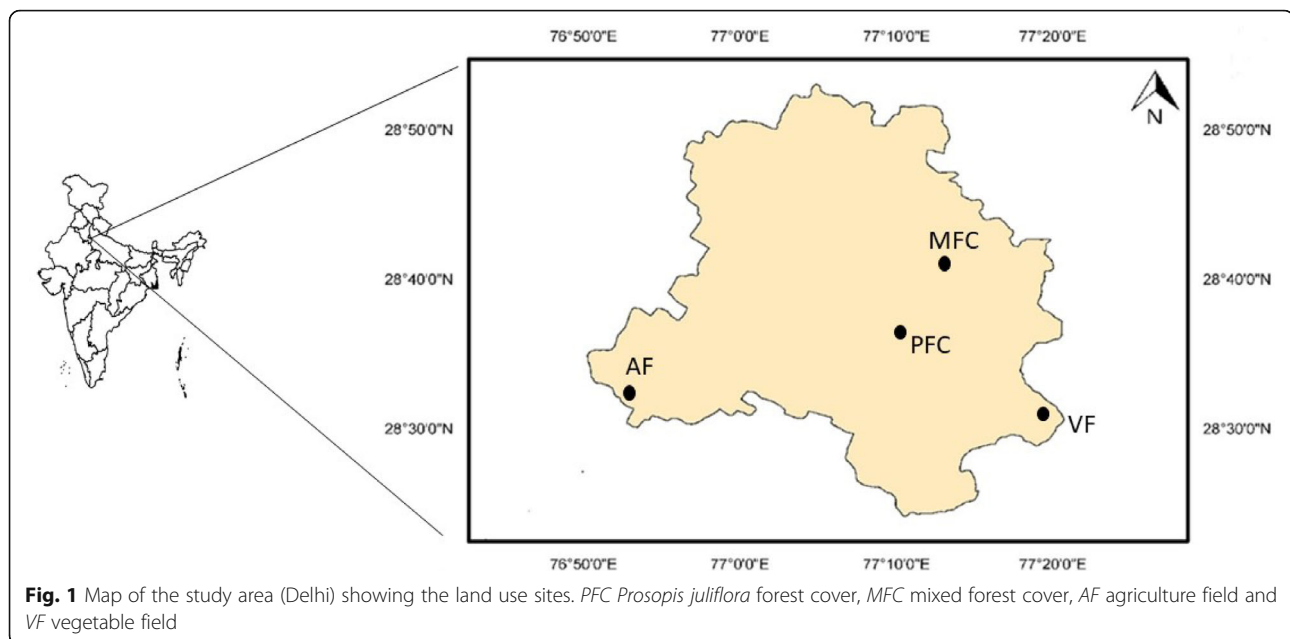 76°50'0"E 77°0'0"E 77°10'0"E 77°20'0"E
N
28°50'0"N 28°50'0"N
MFC
28°40'0"N 28°40'0"N
PFC
AF
VF
28°30'0"N 28°30'0"N
76°50'0"E 77°0'0"E 77°10'0"E 77°20'0"E
Fig. 1 Map of the study area (Delhi) showing the land use sites. PFC Prosopis juliflora forest cover, MFC mixed forest cover, AF agriculture field and
VF vegetable field